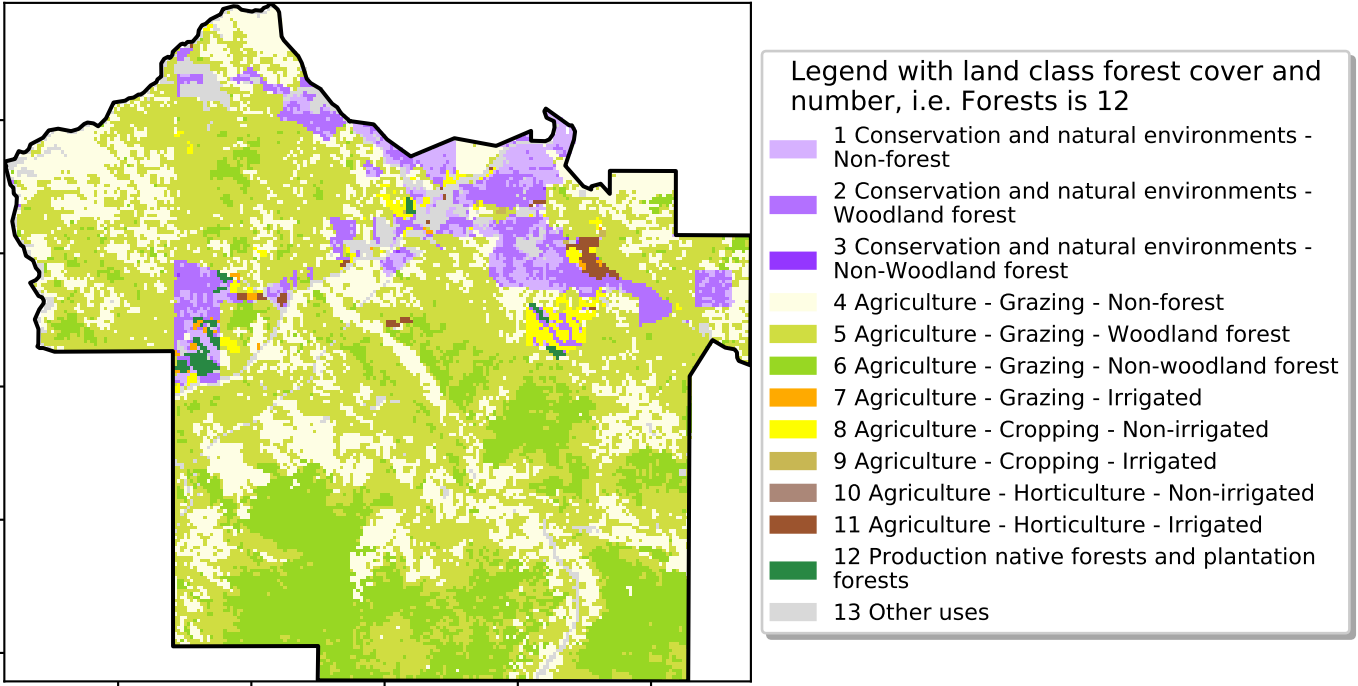 Legend with land class forest cover and
number, i.e. Forests is 12
1 Conservation and natural environments -
Non-forest
2 Conservation and natural environments -
Woodland forest
3 Conservation and natural environments -
Non-Woodland forest
4 Agriculture - Grazing - Non-forest
5 Agriculture - Grazing - Woodland forest
6 Agriculture - Grazing - Non-woodland forest
7 Agriculture - Grazing - Irrigated
8 Agriculture - Cropping - Non-irrigated
9 Agriculture - Cropping - Irrigated
10 Agriculture - Horticulture - Non-irrigated
11 Agriculture - Horticulture - Irrigated
12 Production native forests and plantation
forests
13 Other uses